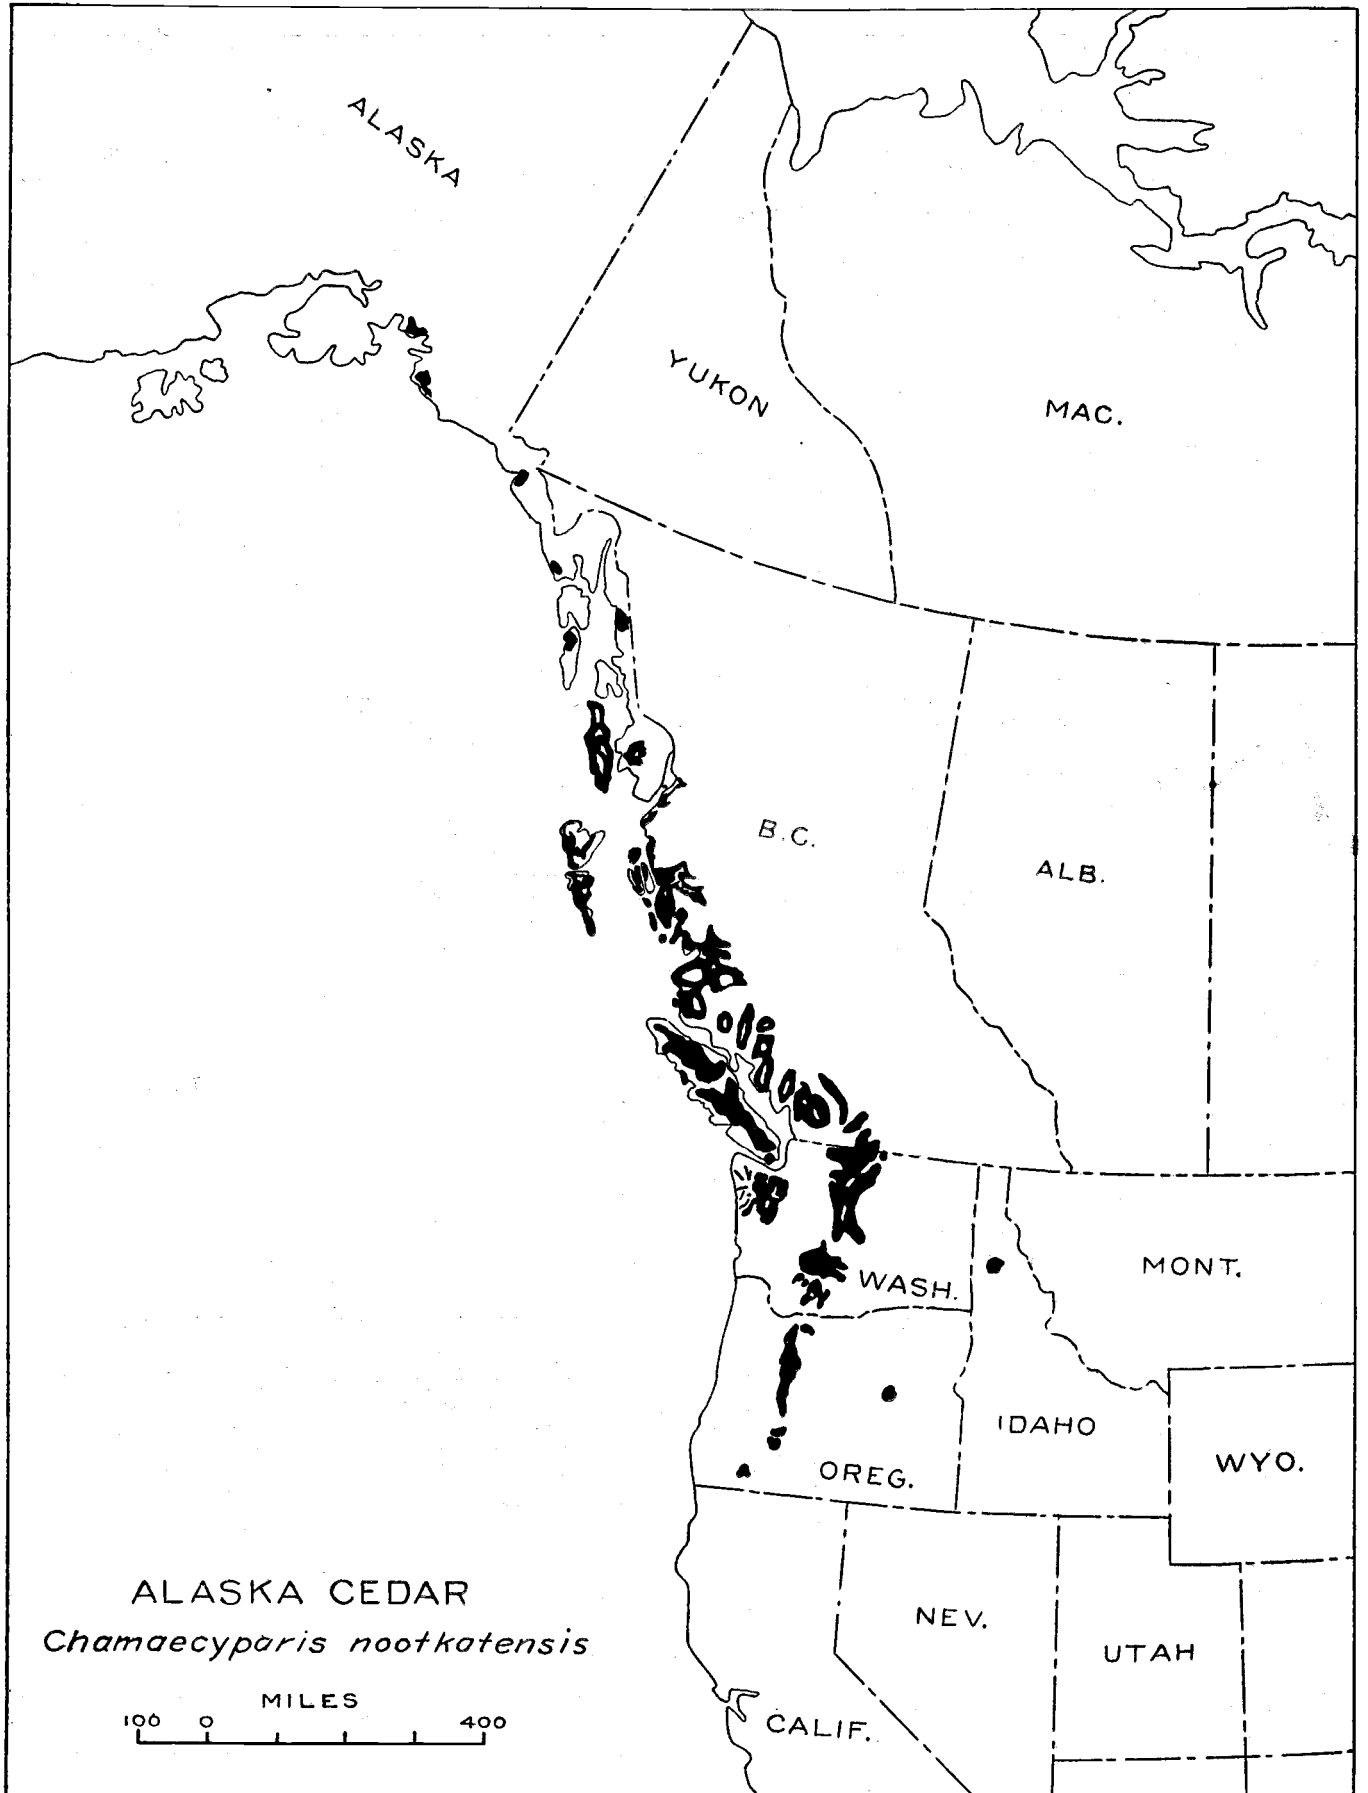 ALASKA
YUKON
MAC.
B.C.
ALB.
WASH.
MONT.
IDAHO
OREG.
WYO.
NEV.
UTAH
CALIF.
ALASKA CEDAR
Chamaecyparis nootkatensis
MILES
100 0 400